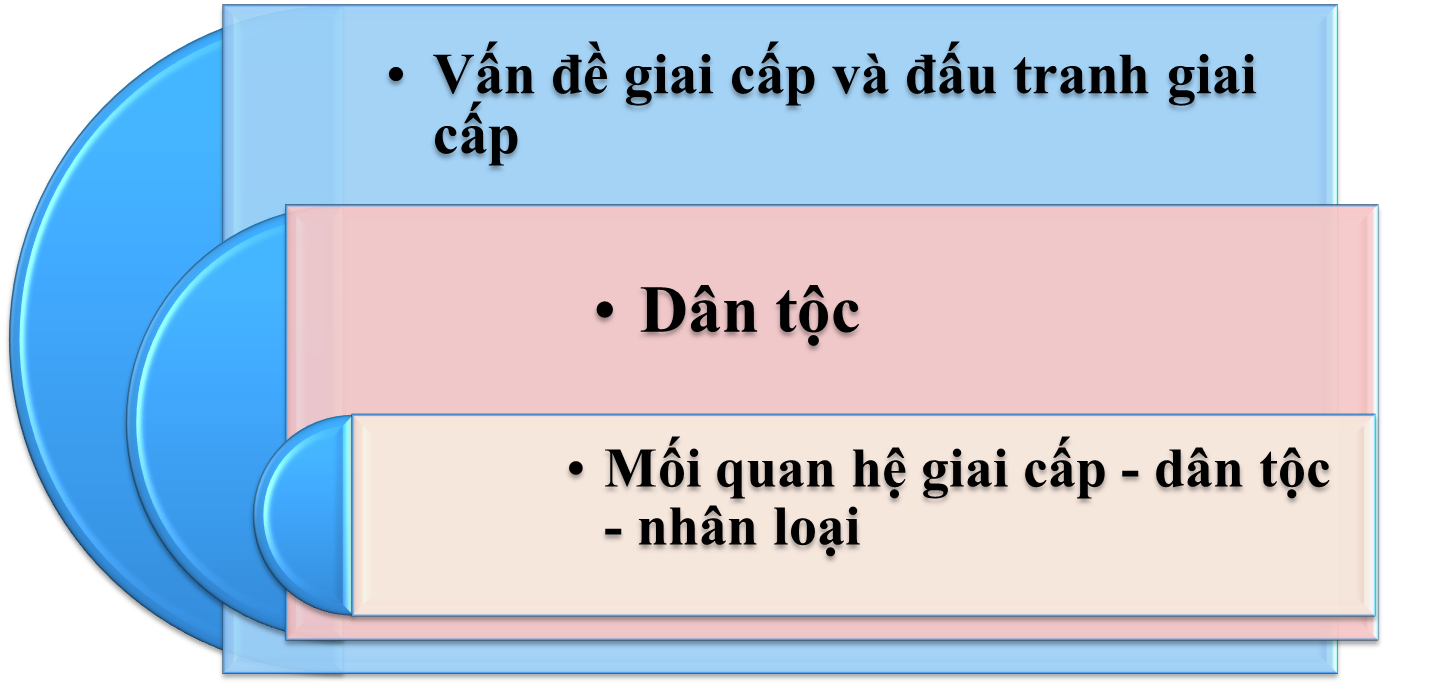 • Vấn đề giai cấp và đấu tranh giai
cấp
• Dân tộc
• Mối quan hệ giai cấp - dân tộc
- nhân loại